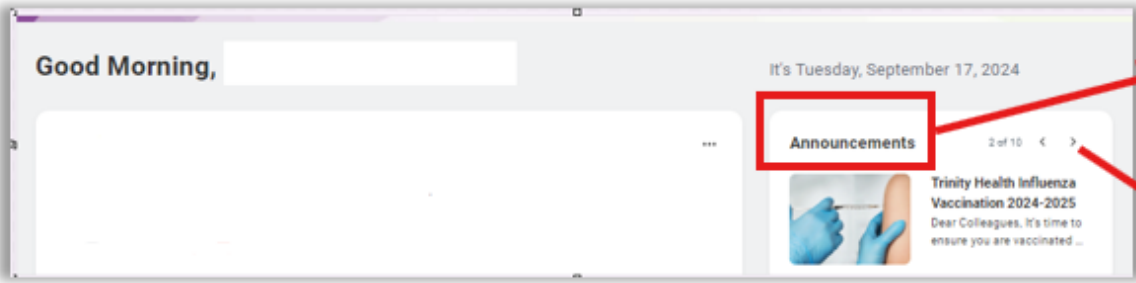 Good Morning,
It's Tuesday, September 17, 2024
Announcements
2 of 10
Trinity Health Influenza
Vaccination 2024-2025
Dear Colleagues, It's time to
ensure you are vaccinated ...